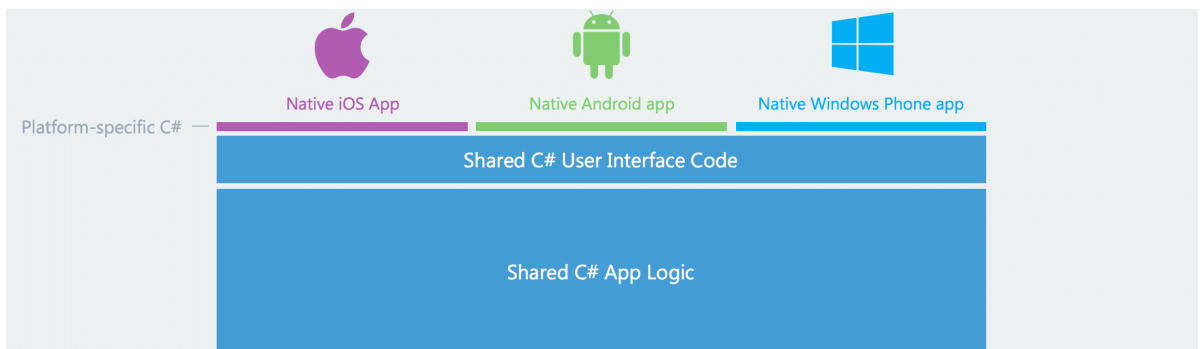 Native iOS App
Native Android app
Native Windows Phone app
Platform-specific C#
Shared C# User Interface Code
Shared C# App Logic